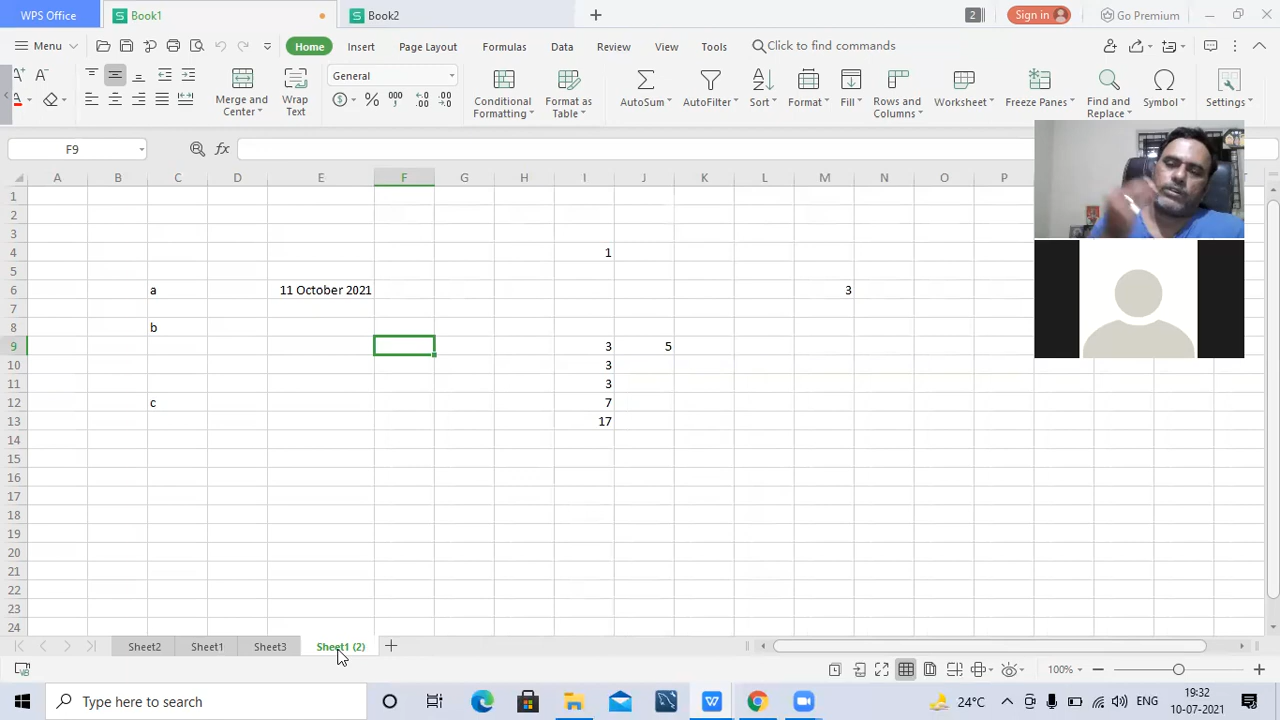 WPS Office Book1 Book2 2 Sign in Go Premium
Menu Home Insert Page Layout Formulas Data Review View Tools Click to find commands
A A General
Merge and Center Wrap Text % 000 .00 Conditional Formatting Format as Table AutoSum AutoFilter Sort Format Fill Rows and Columns Worksheet Freeze Panes Find and Replace Symbol Settings
F9 fx
A B C D E F G H I J K L M N O P
1
2
3
4 1
5
6 a 11 October 2021 3
7
8 b
9 3 5
10 3
11 3
12 c 7
13 17
14
15
16
17
18
19
20
21
22
23
24
Sheet2 Sheet1 Sheet3 Sheet1 (2)
100%
Type here to search 24°C ENG 19:32
10-07-2021